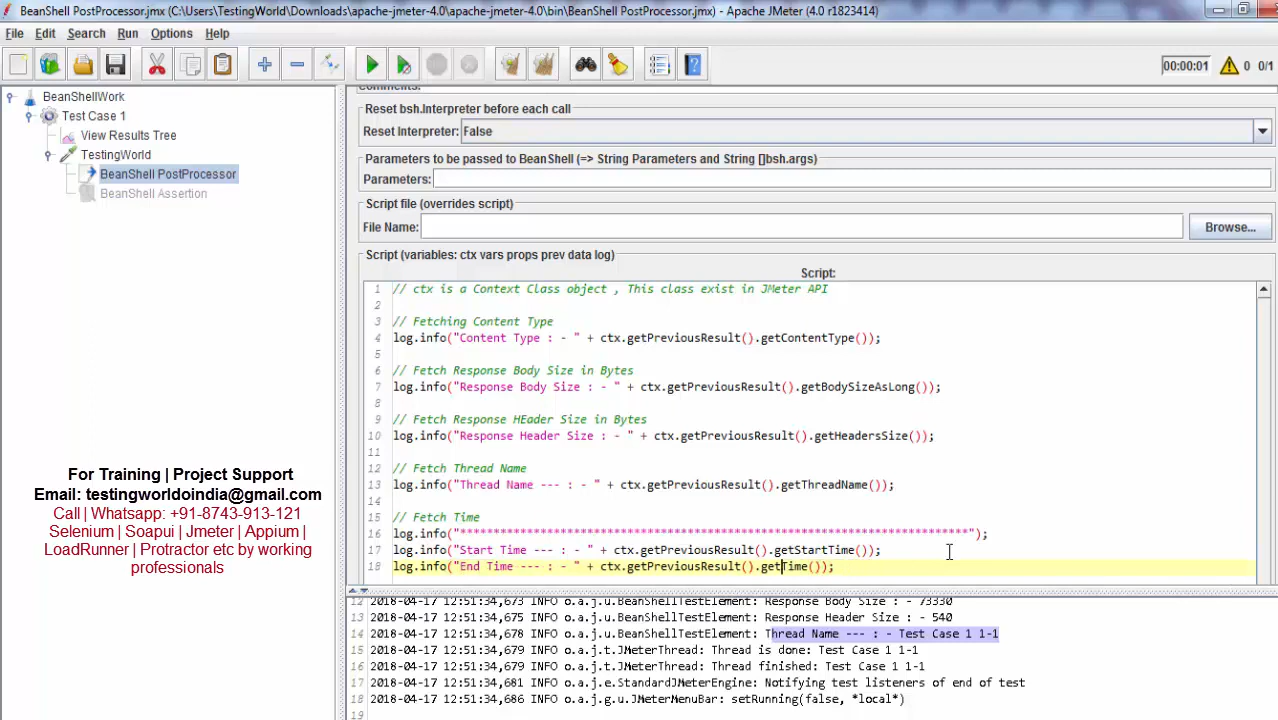 BeanShell PostProcessor.jmx (C:\Users\TestingWorld\Downloads\apache-jmeter-4.0\apache-jmeter-4.0\bin\BeanShell PostProcessor.jmx) - Apache JMeter (4.0 r1823414)
File Edit Search Run Options Help
00:00:01 0 0/1
BeanShellWork
Test Case 1
View Results Tree
TestingWorld
BeanShell PostProcessor
BeanShell Assertion
For Training | Project Support
Email: testingworldoindia@gmail.com
Call | Whatsapp: +91-8743-913-121
Selenium | Soapui | Jmeter | Appium |
LoadRunner | Protractor etc by working
professionals
Comments:
Reset bsh.Interpreter before each call
Reset Interpreter: False
Parameters to be passed to BeanShell (=> String Parameters and String []bsh.args)
Parameters:
Script file (overrides script)
File Name: Browse...
Script (variables: ctx vars props prev data log)
Script:
1 // ctx is a Context Class object , This class exist in JMeter API
2
3 // Fetching Content Type
4 log.info("Content Type : - " + ctx.getPreviousResult().getContentType());
5
6 // Fetch Response Body Size in Bytes
7 log.info("Response Body Size : - " + ctx.getPreviousResult().getBodySizeAsLong());
8
9 // Fetch Response HEader Size in Bytes
10 log.info("Response Header Size : - " + ctx.getPreviousResult().getHeadersSize());
11
12 // Fetch Thread Name
13 log.info("Thread Name --- : - " + ctx.getPreviousResult().getThreadName());
14
15 // Fetch Time
16 log.info("****************************************************************************");
17 log.info("Start Time --- : - " + ctx.getPreviousResult().getStartTime());
18 log.info("End Time --- : - " + ctx.getPreviousResult().getTime());
12 2018-04-17 12:51:34,673 INFO o.a.j.u.BeanShellTestElement: Response Body Size : - 73330
13 2018-04-17 12:51:34,675 INFO o.a.j.u.BeanShellTestElement: Response Header Size : - 540
14 2018-04-17 12:51:34,678 INFO o.a.j.u.BeanShellTestElement: Thread Name --- : - Test Case 1 1-1
15 2018-04-17 12:51:34,679 INFO o.a.j.t.JMeterThread: Thread is done: Test Case 1 1-1
16 2018-04-17 12:51:34,679 INFO o.a.j.t.JMeterThread: Thread finished: Test Case 1 1-1
17 2018-04-17 12:51:34,681 INFO o.a.j.e.StandardJMeterEngine: Notifying test listeners of end of test
18 2018-04-17 12:51:34,686 INFO o.a.j.g.u.JMeterMenuBar: setRunning(false, *local*)
19